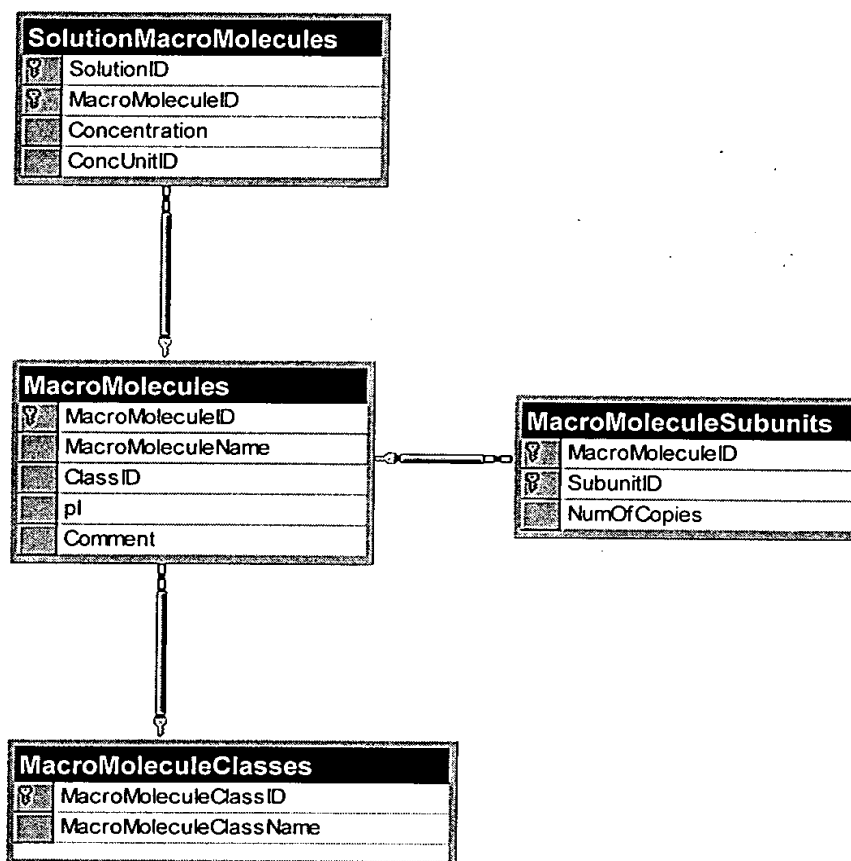 SolutionMacroMolecules
SolutionID
MacroMoleculeID
Concentration
ConcUnitID
MacroMolecules
MacroMoleculeID
MacroMoleculeName
ClassID
pI
Comment
MacroMoleculeSubunits
MacroMoleculeID
SubunitID
NumOfCopies
MacroMoleculeClasses
MacroMoleculeClassID
MacroMoleculeClassName